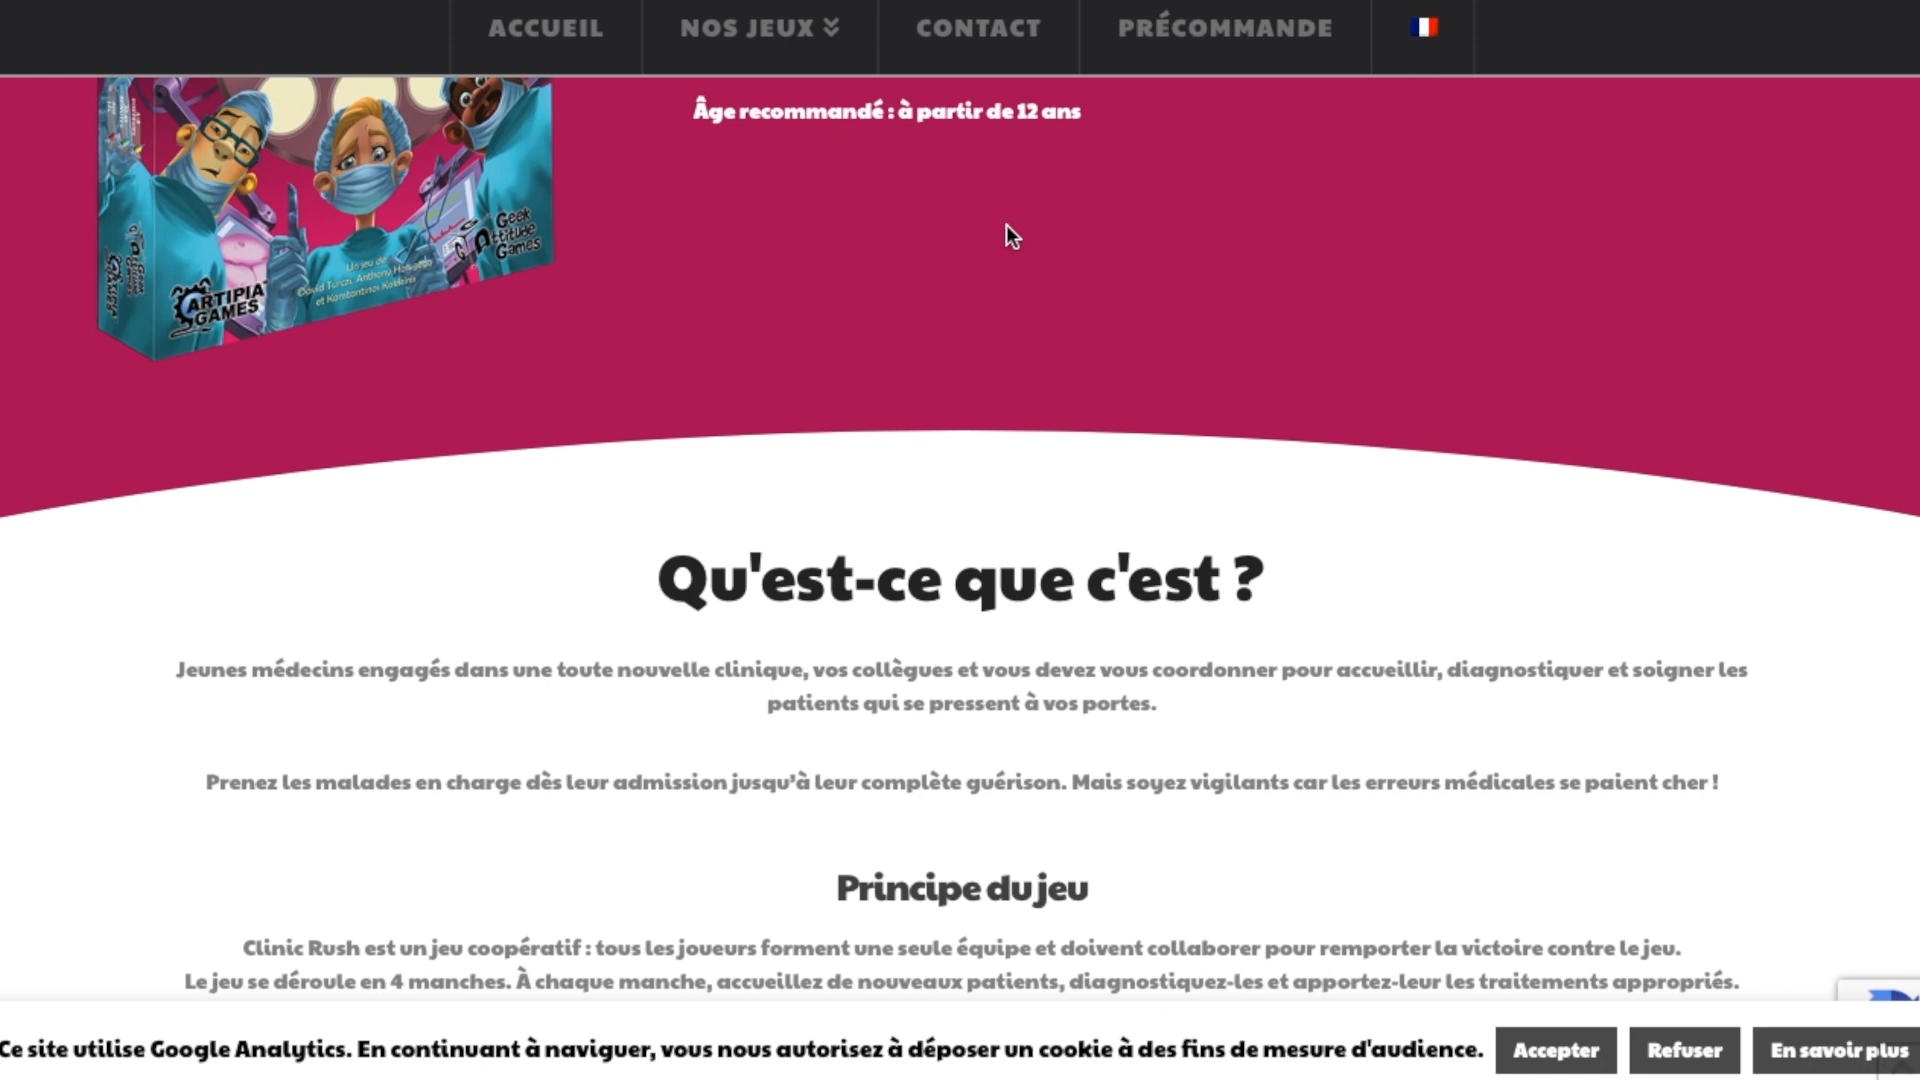 ACCUEIL
NOS JEUX
CONTACT
PRÉCOMMANDE
Âge recommandé : à partir de 12 ans
Geek
Attitude
Games
Un jeu de
ARTIPIA
GAMES
Qu'est-ce que c'est ?
Jeunes médecins engagés dans une toute nouvelle clinique, vos collègues et vous devez vous coordonner pour accueillir, diagnostiquer et soigner les
patients qui se pressent à vos portes.
Prenez les malades en charge dès leur admission jusqu’à leur complète guérison. Mais soyez vigilants car les erreurs médicales se paient cher !
Principe du jeu
Clinic Rush est un jeu coopératif : tous les joueurs forment une seule équipe et doivent collaborer pour remporter la victoire contre le jeu.
Le jeu se déroule en 4 manches. À chaque manche, accueillez de nouveaux patients, diagnostiquez-les et apportez-leur les traitements appropriés.
Ce site utilise Google Analytics. En continuant à naviguer, vous nous autorisez à déposer un cookie à des fins de mesure d'audience.
Accepter
Refuser
En savoir plus